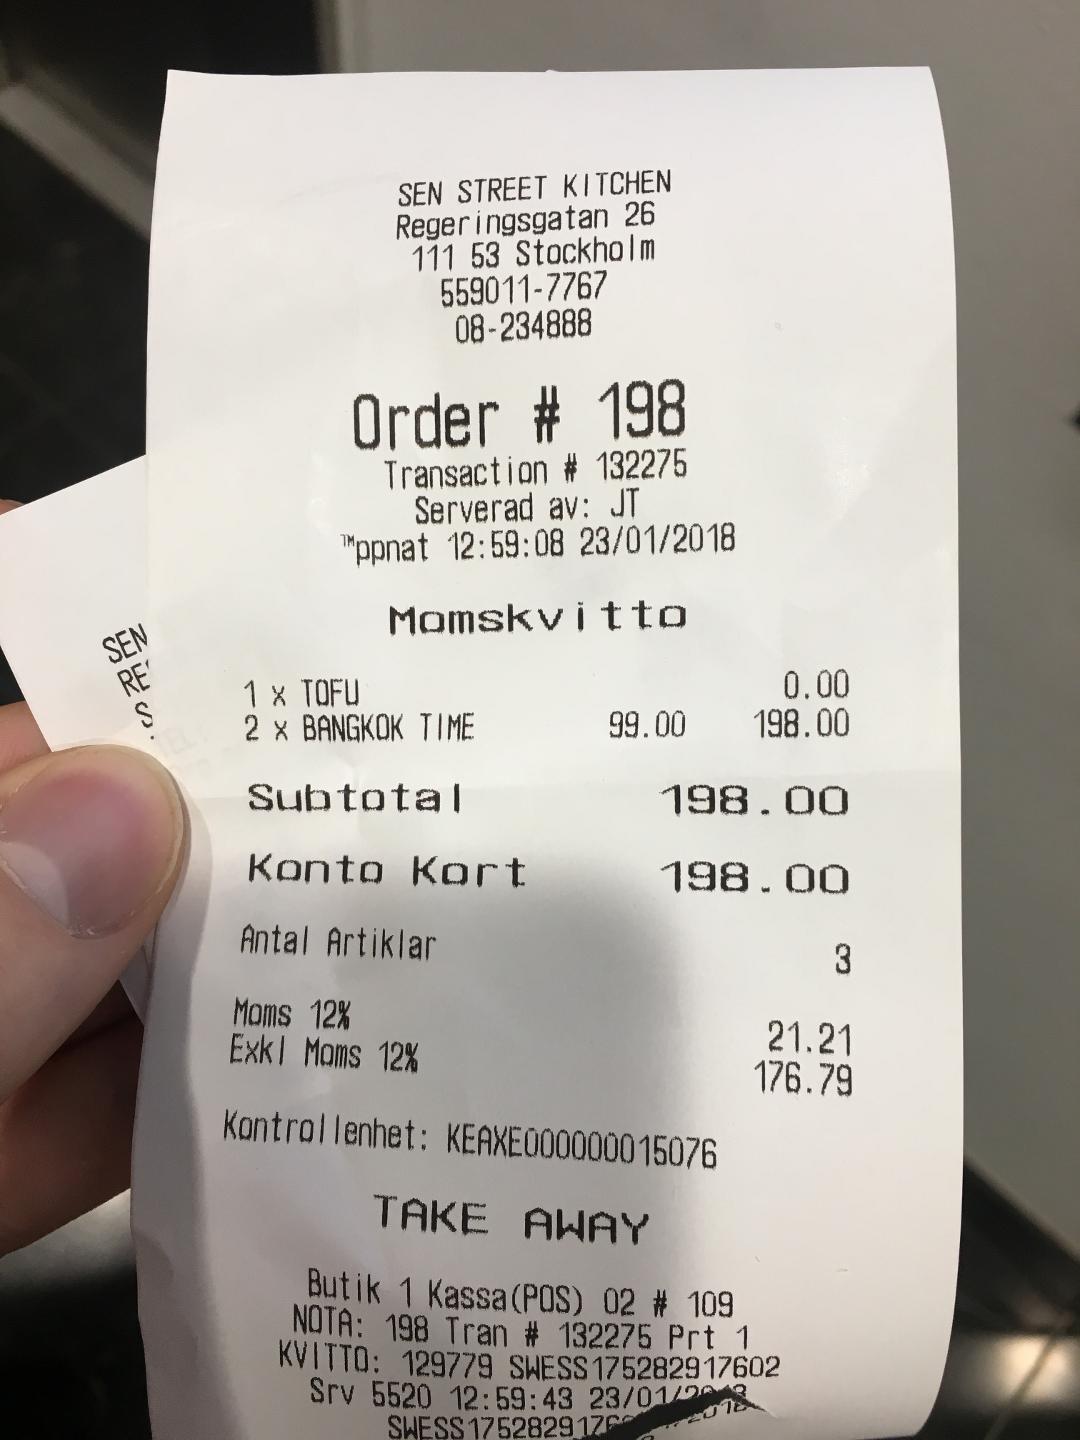 SEN STREET KITCHEN
Regeringsgatan 26
111 53 Stockholm
559011-7767
08-234888
Order # 198
Transaction # 132275
Serverad av: JT
™ppnat 12:59:08 23/01/2018
Momskvitto
1 x TOFU 0.00
2 x BANGKOK TIME 99.00 198.00
Subtotal 198.00
Konto Kort 198.00
Antal Artiklar 3
Moms 12% 21.21
Exkl Moms 12% 176.79
Kontrollenhet: KEAXE000000015076
TAKE AWAY
Butik 1 Kassa(POS) 02 # 109
NOTA: 198 Tran # 132275 Prt 1
KVITTO: 129779 SWESS175282917602
Srv 5520 12:59:43 23/01/2018
SEN